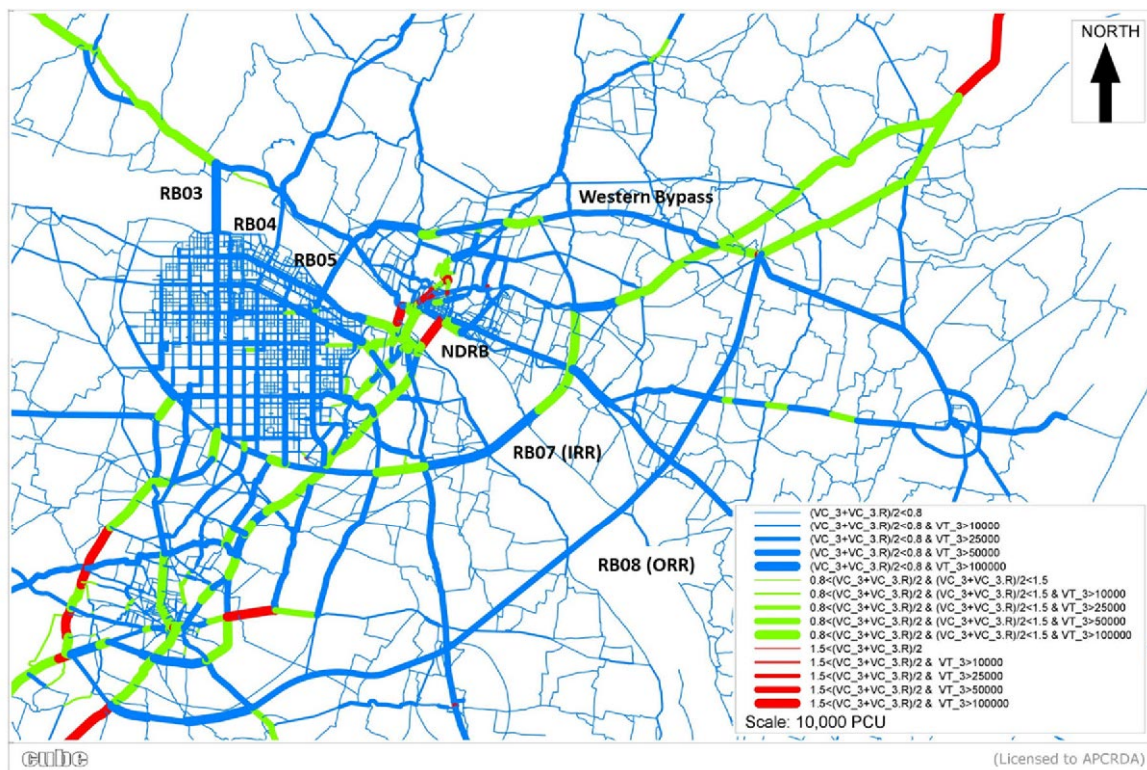 NORTH
Western Bypass
RB03
RB04
RB05
NDRB
RB07 (IRR)
RB08 (ORR)
(VC_3+VC_3.R)/2<0.8
(VC_3+VC_3.R)/2<0.8 & VT_3>10000
(VC_3+VC_3.R)/2<0.8 & VT_3>25000
(VC_3+VC_3.R)/2<0.8 & VT_3>50000
(VC_3+VC_3.R)/2<0.8 & VT_3>100000
0.8<(VC_3+VC_3.R)/2 & (VC_3+VC_3.R)/2<1.5
0.8<(VC_3+VC_3.R)/2 & (VC_3+VC_3.R)/2<1.5 & VT_3>10000
0.8<(VC_3+VC_3.R)/2 & (VC_3+VC_3.R)/2<1.5 & VT_3>25000
0.8<(VC_3+VC_3.R)/2 & (VC_3+VC_3.R)/2<1.5 & VT_3>50000
0.8<(VC_3+VC_3.R)/2 & (VC_3+VC_3.R)/2<1.5 & VT_3>100000
1.5<(VC_3+VC_3.R)/2
1.5<(VC_3+VC_3.R)/2 & VT_3>10000
1.5<(VC_3+VC_3.R)/2 & VT_3>25000
1.5<(VC_3+VC_3.R)/2 & VT_3>50000
1.5<(VC_3+VC_3.R)/2 & VT_3>100000
Scale: 10,000 PCU
cube
(Licensed to APCRDA)